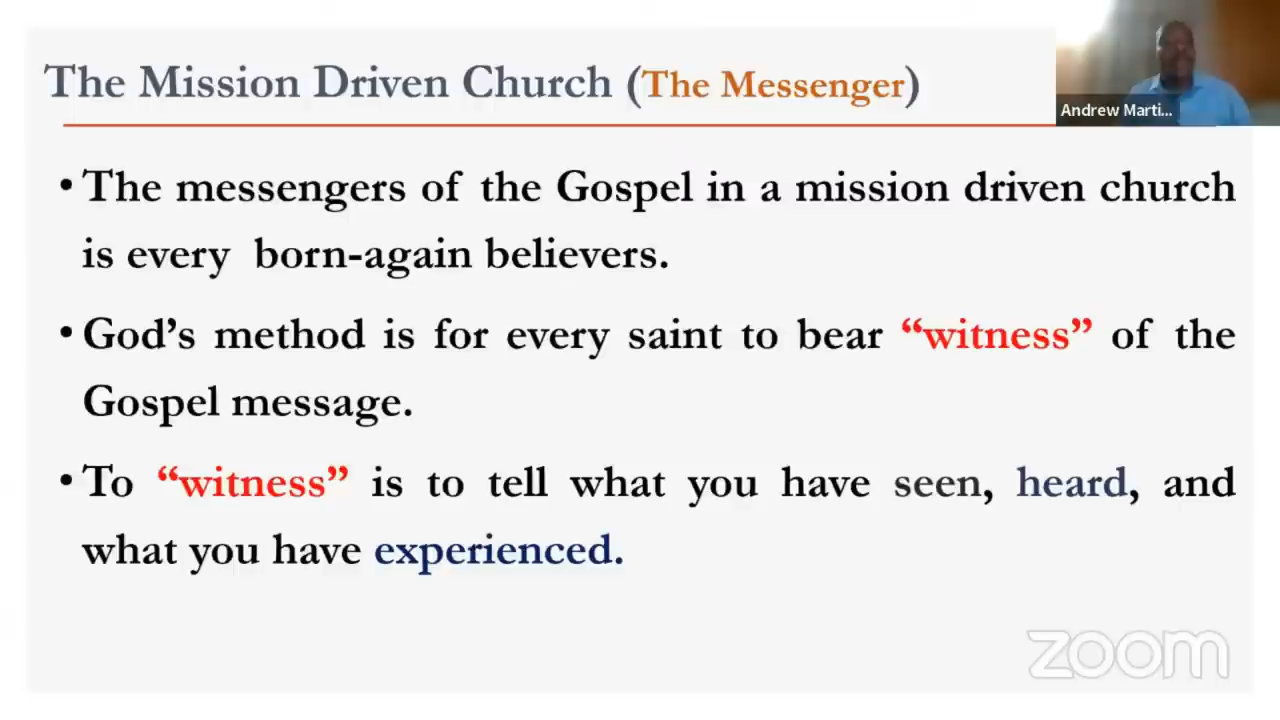 The Mission Driven Church (The Messenger)
Andrew Marti...
• The messengers of the Gospel in a mission driven church
is every born-again believers.
• God’s method is for every saint to bear “witness” of the
Gospel message.
• To “witness” is to tell what you have seen, heard, and
what you have experienced.
zoom